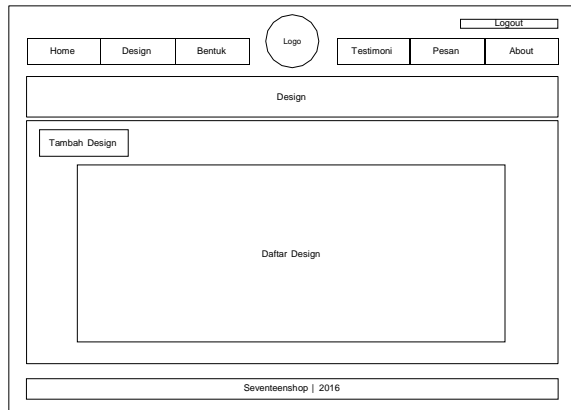 Logout
Home Design Bentuk Logo Testimoni Pesan About
Design
Tambah Design
Daftar Design
Seventeenshop | 2016